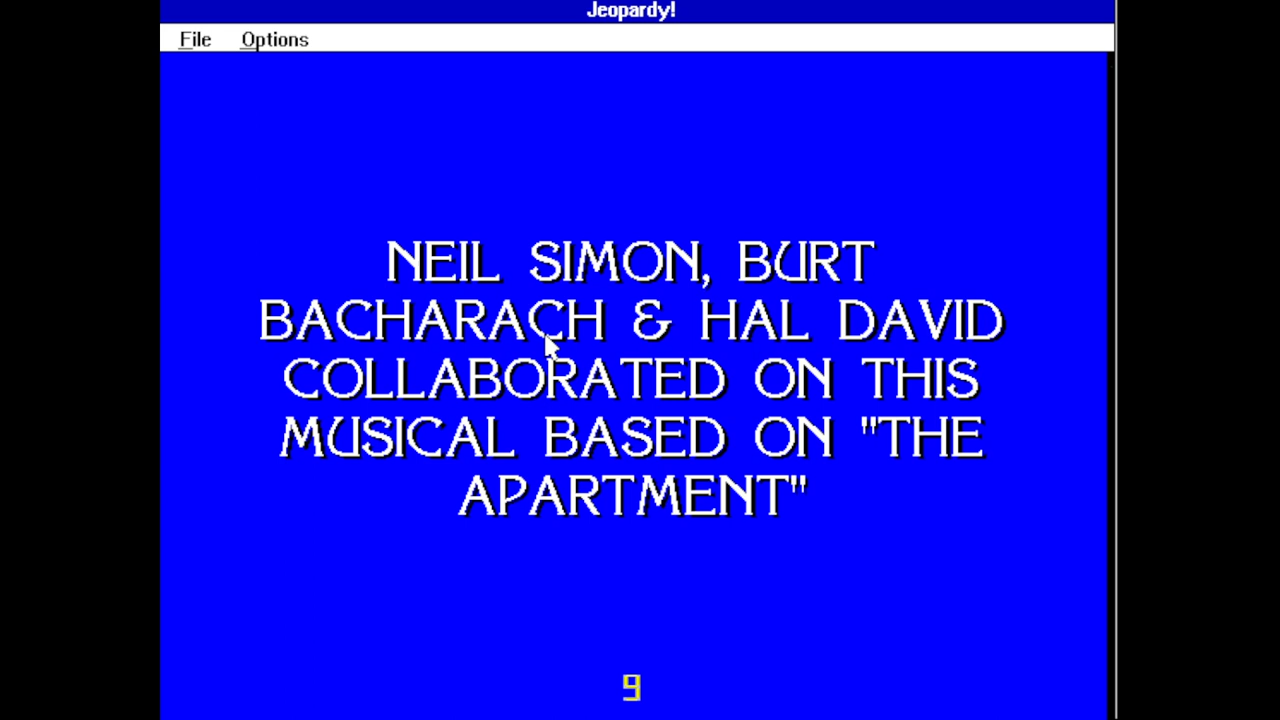 Jeopardy!
File Options
NEIL SIMON, BURT
BACHARACH & HAL DAVID
COLLABORATED ON THIS
MUSICAL BASED ON "THE
APARTMENT"
9